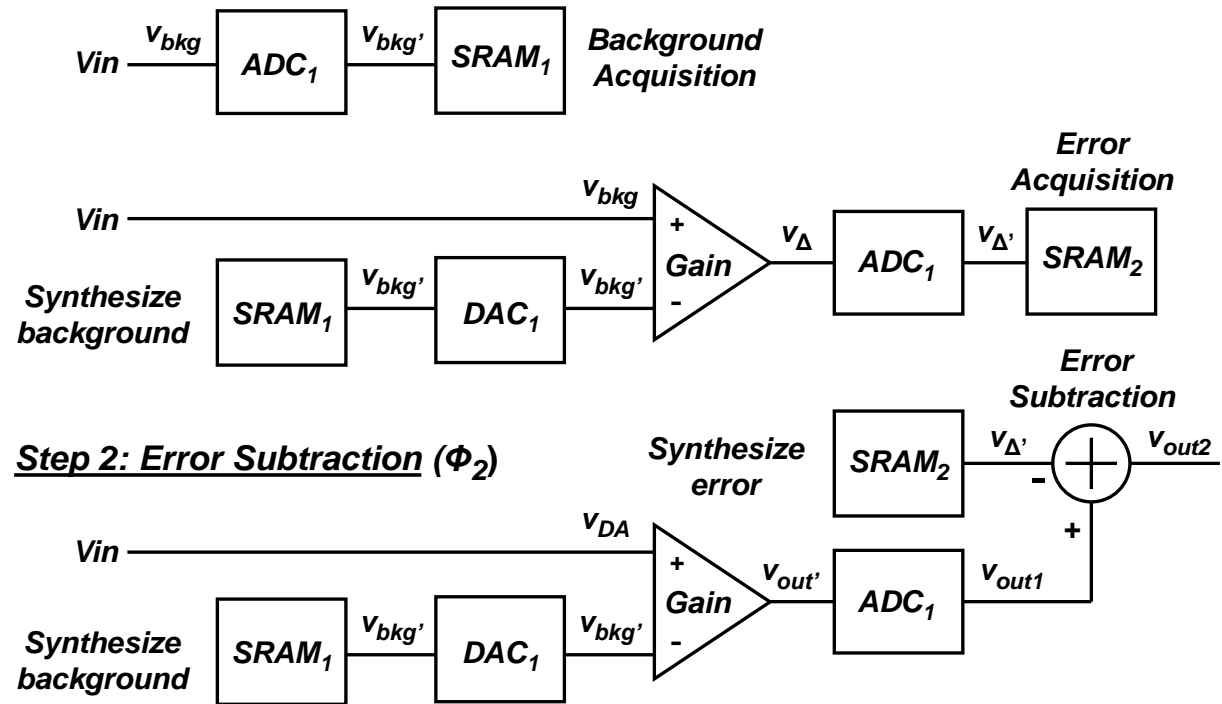 Vin
v_bkg
ADC_1
v_bkg’
SRAM_1
Background
Acquisition
Vin
v_bkg
+
Gain
-
v_Δ
ADC_1
v_Δ’
Error
Acquisition
SRAM_2
Synthesize
background
SRAM_1
v_bkg’
DAC_1
v_bkg’
Step 2: Error Subtraction (Φ_2)
Synthesize
error
SRAM_2
v_Δ’
-
Error
Subtraction
v_out2
+
Vin
v_DA
+
Gain
-
v_out’
ADC_1
v_out1
Synthesize
background
SRAM_1
v_bkg’
DAC_1
v_bkg’